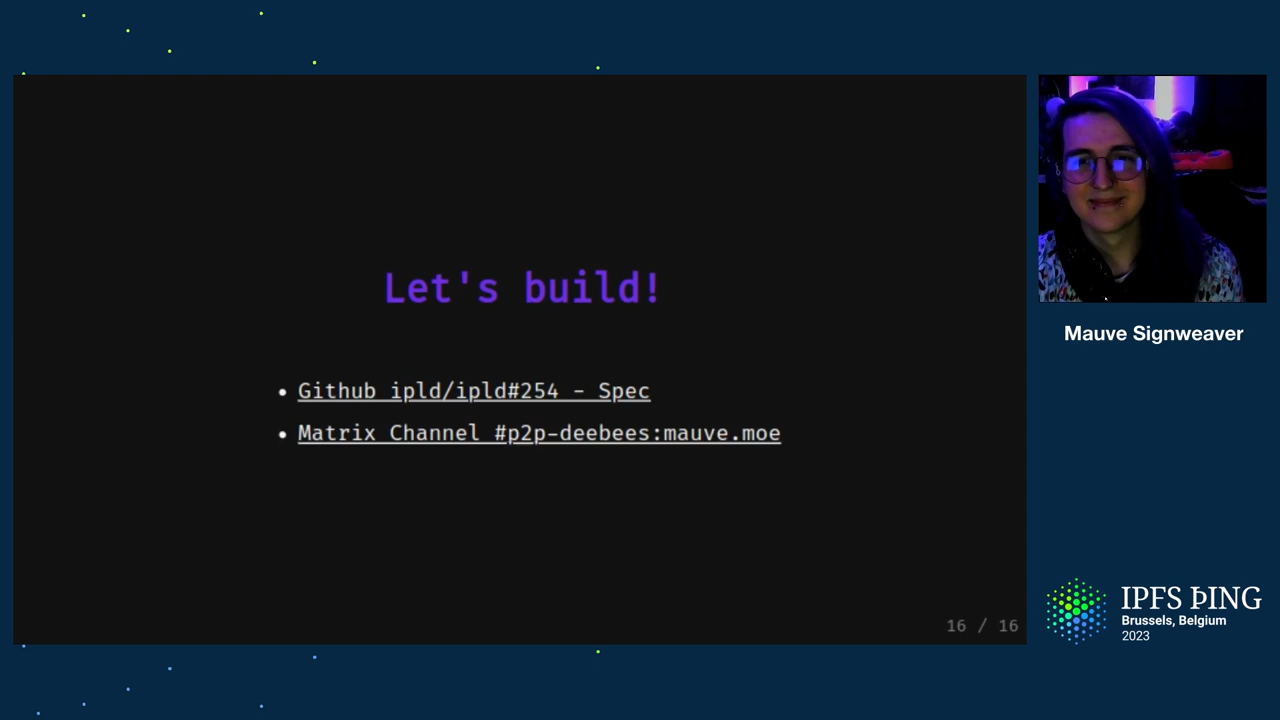 Let's build!
• Github ipld/ipld#254 - Spec
• Matrix Channel #p2p-deebees:mauve.moe
16 / 16
Mauve Signweaver
IPFS ÞING
Brussels, Belgium
2023